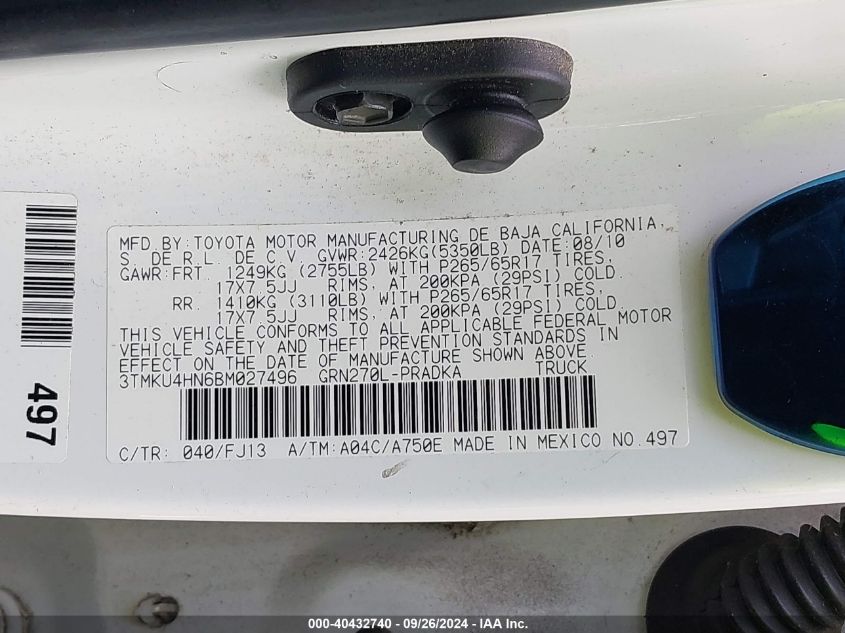 MFD.BY:TOYOTA MOTOR MANUFACTURING DE BAJA CALIFORNIA,
S. DE R.L. DE C.V. GVWR:2426KG(5350LB) DATE:08/10
GAWR:FRT. 1249KG (2755LB) WITH P265/65R17 TIRES,
17X7.5JJ RIMS, AT 200KPA (29PSI) COLD.
RR. 1410KG (3110LB) WITH P265/65R17 TIRES,
17X7.5JJ RIMS, AT 200KPA (29PSI) COLD.
THIS VEHICLE CONFORMS TO ALL APPLICABLE FEDERAL MOTOR
VEHICLE SAFETY AND THEFT PREVENTION STANDARDS IN
EFFECT ON THE DATE OF MANUFACTURE SHOWN ABOVE.
3TMKU4HN6BM027496 GRN270L-PRADKA TRUCK
C/TR: 040/FJ13 A/TM:A04C/A750E MADE IN MEXICO NO.497
497
000-40432740 - 09/26/2024 - IAA Inc.